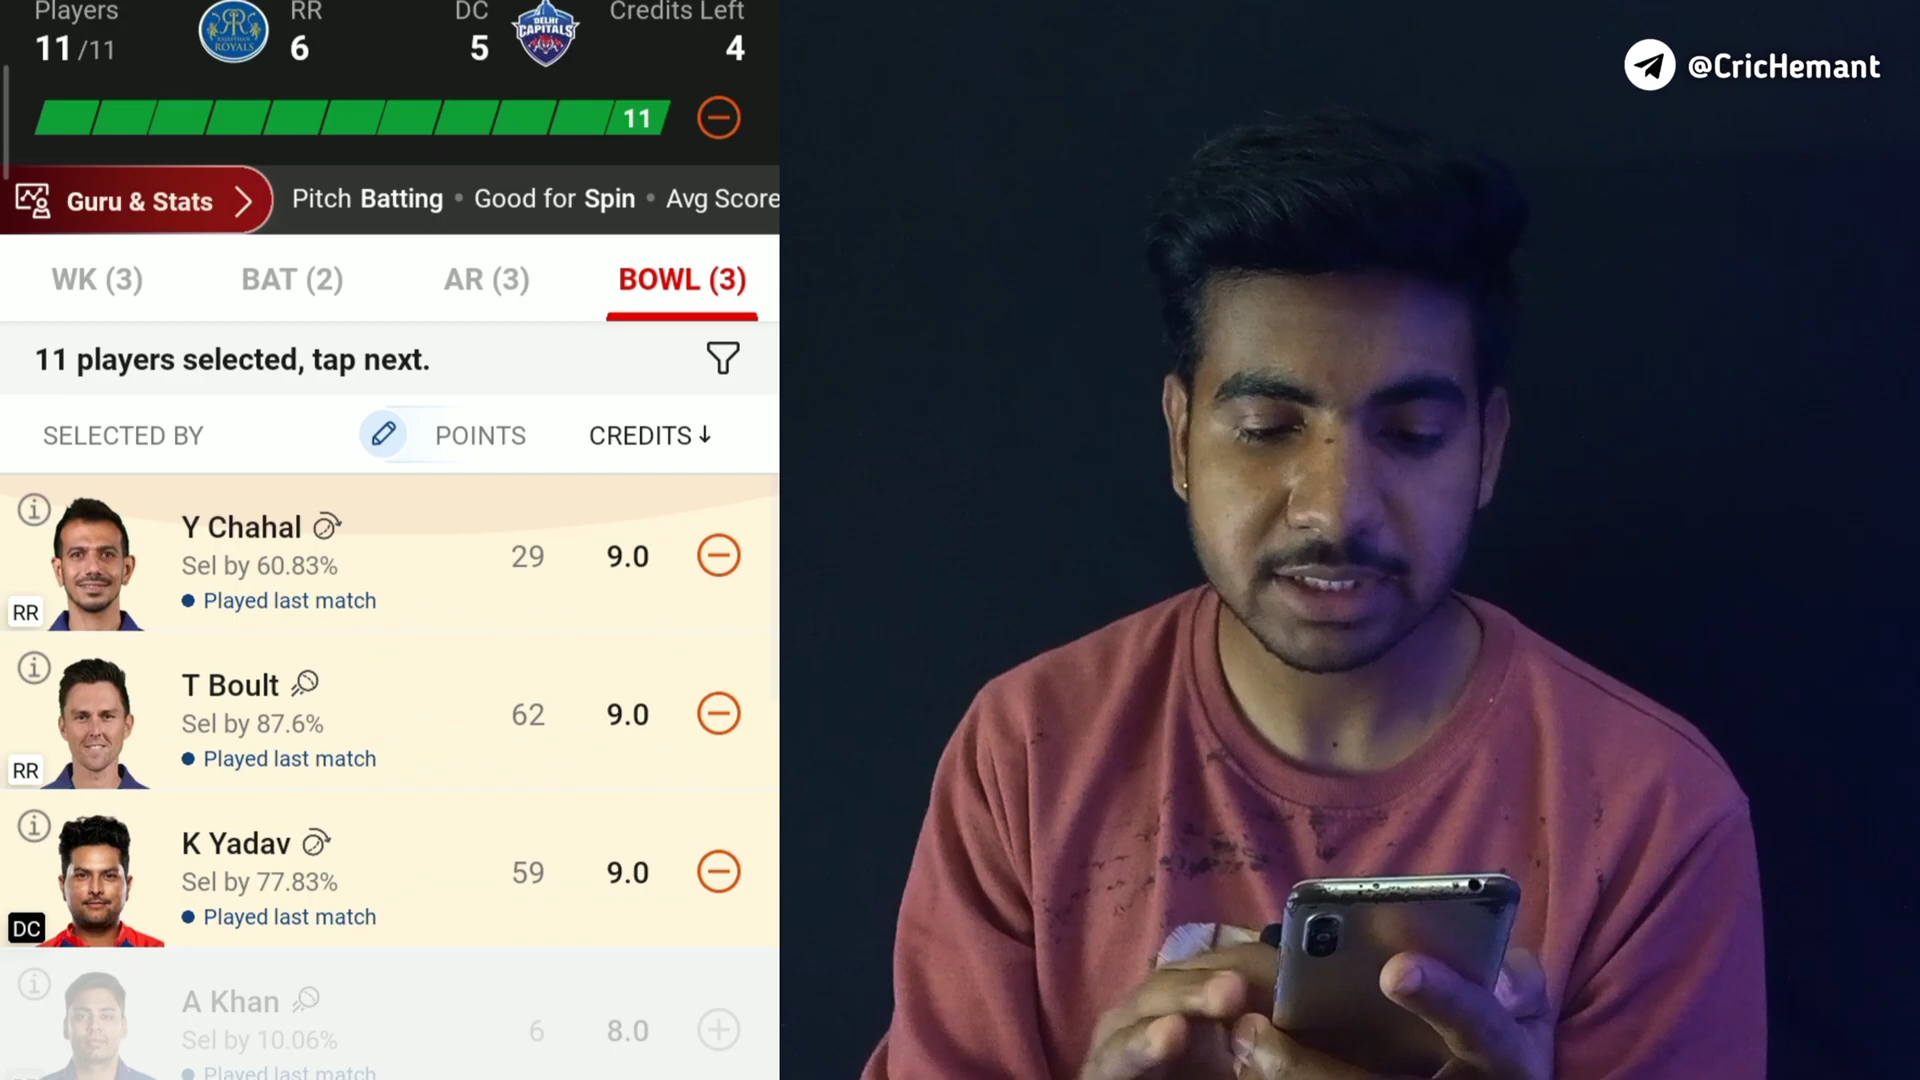 Players
11/11
RR
6
DC
5
Credits Left
4
RAJASTHAN
ROYALS
DELHI
CAPITALS
11
Guru & Stats
Pitch Batting • Good for Spin • Avg Score
WK (3)
BAT (2)
AR (3)
BOWL (3)
11 players selected, tap next.
SELECTED BY
POINTS
CREDITS↓
Y Chahal
Sel by 60.83%
Played last match
RR
29
9.0
T Boult
Sel by 87.6%
Played last match
RR
62
9.0
K Yadav
Sel by 77.83%
Played last match
DC
59
9.0
A Khan
Sel by 10.06%
Played last match
6
8.0
@CricHemant